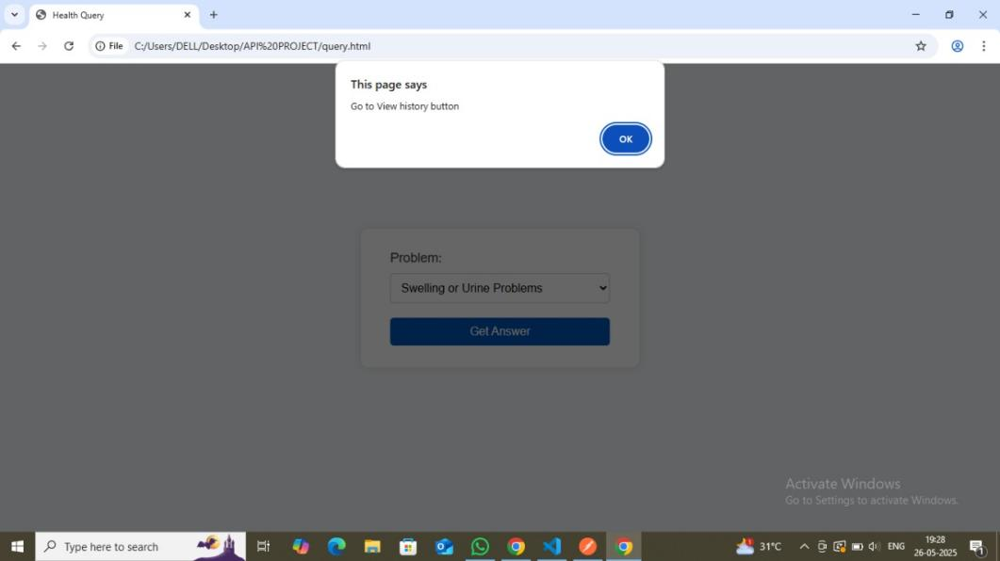 Health Query
File
C:/Users/DELL/Desktop/API%20PROJECT/query.html
This page says
Go to View history button
OK
Problem:
Swelling or Urine Problems
Get Answer
Activate Windows
Go to Settings to activate Windows.
Type here to search
31°C
ENG
19:28
26-05-2025
1